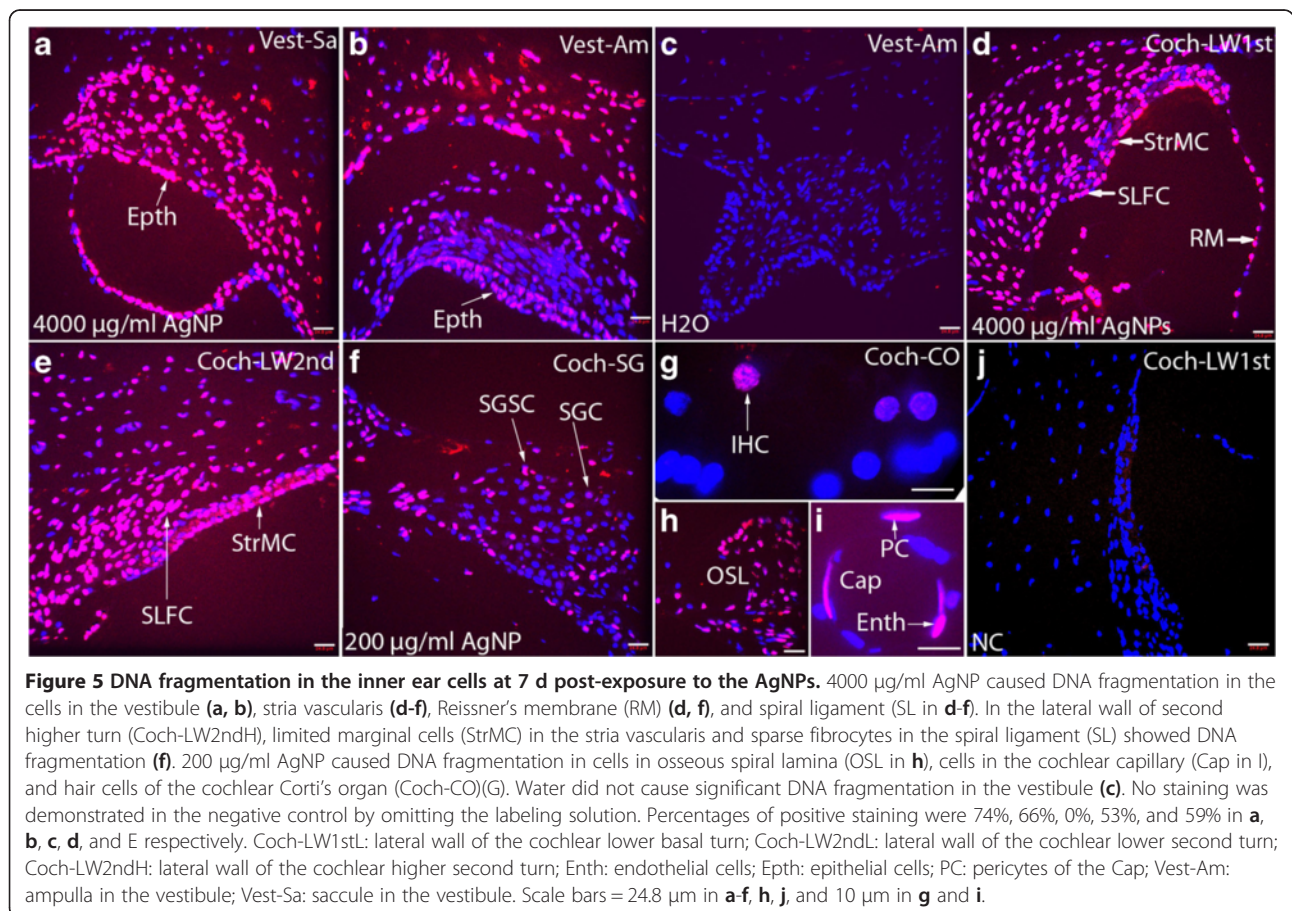 a
Vest-Sa
Epth
4000 µg/ml AgNP
b
Vest-Am
Epth
c
Vest-Am
H2O
d
Coch-LW1st
StrMC
SLFC
RM
4000 µg/ml AgNPs
e
Coch-LW2nd
StrMC
SLFC
f
Coch-SG
SGSC
SGC
200 µg/ml AgNP
g
Coch-CO
IHC
h
OSL
i
PC
Cap
Enth
j
Coch-LW1st
NC
Figure 5 DNA fragmentation in the inner ear cells at 7 d post-exposure to the AgNPs. 4000 µg/ml AgNP caused DNA fragmentation in the
cells in the vestibule (a, b), stria vascularis (d-f), Reissner's membrane (RM) (d, f), and spiral ligament (SL in d-f). In the lateral wall of second
higher turn (Coch-LW2ndH), limited marginal cells (StrMC) in the stria vascularis and sparse fibrocytes in the spiral ligament (SL) showed DNA
fragmentation (f). 200 µg/ml AgNP caused DNA fragmentation in cells in osseous spiral lamina (OSL in h), cells in the cochlear capillary (Cap in I),
and hair cells of the cochlear Corti's organ (Coch-CO)(G). Water did not cause significant DNA fragmentation in the vestibule (c). No staining was
demonstrated in the negative control by omitting the labeling solution. Percentages of positive staining were 74%, 66%, 0%, 53%, and 59% in a,
b, c, d, and E respectively. Coch-LW1stL: lateral wall of the cochlear lower basal turn; Coch-LW2ndL: lateral wall of the cochlear lower second turn;
Coch-LW2ndH: lateral wall of the cochlear higher second turn; Enth: endothelial cells; Epth: epithelial cells; PC: pericytes of the Cap; Vest-Am:
ampulla in the vestibule; Vest-Sa: saccule in the vestibule. Scale bars = 24.8 µm in a-f, h, j, and 10 µm in g and i.